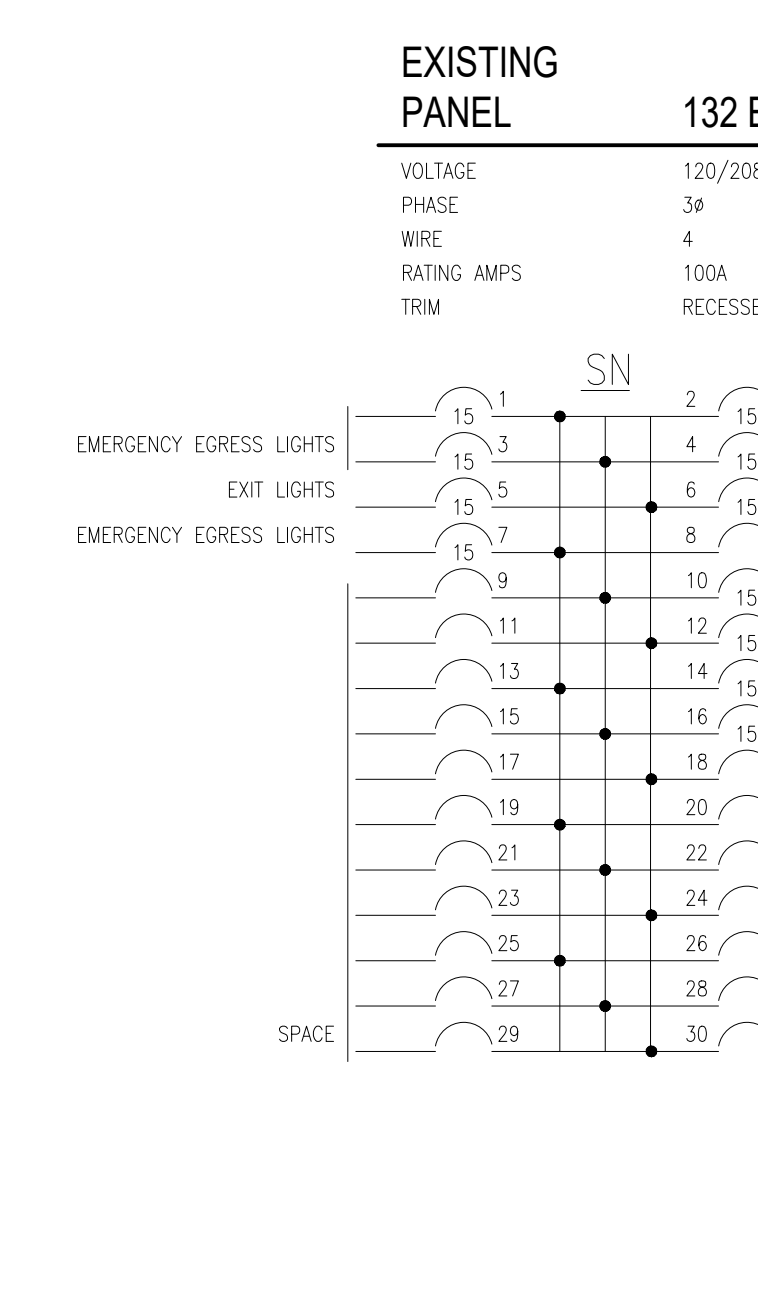 EXISTING
PANEL 132
VOLTAGE 120/208
PHASE 3ø
WIRE 4
RATING AMPS 100A
TRIM
SN
1 2
15 15
EMERGENCY EGRESS LIGHTS 3 4
15 15
EXIT LIGHTS 5 6
15 15
EMERGENCY EGRESS LIGHTS 7 8
15
9 10
15
11 12
15
13 14
15
15 16
15
17 18
19 20
21 22
23 24
25 26
27 28
SPACE 29 30